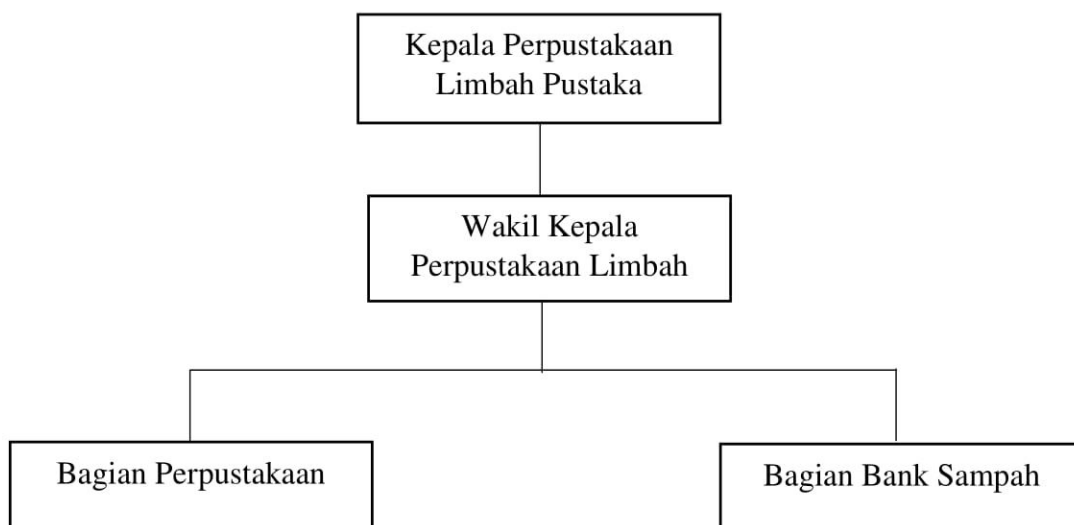 Kepala Perpustakaan
Limbah Pustaka
Wakil Kepala
Perpustakaan Limbah
Bagian Perpustakaan
Bagian Bank Sampah